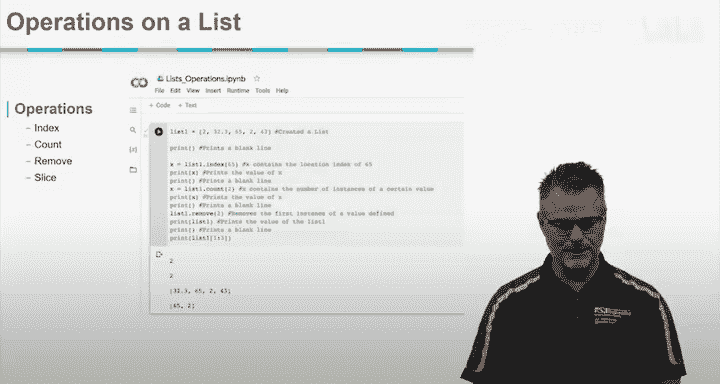 Operations on a List
Operations
– Index
– Count
– Remove
– Slice
Lists_Operations.ipynb
File Edit View Insert Runtime Tools Help
+ Code + Text
list1 = [2, 32.3, 65, 2, 43] #Created a List
print() #Prints a blank line
x = list1.index(65) #x contains the location index of 65
print(x) #Prints the value of x
print() #Prints a blank line
x = list1.count(2) #x contains the number of instances of a certain value
print(x) #Prints the value of x
print() #Prints a blank line
list1.remove(2) #Removes the first instance of a value defined
print(list1) #Prints the value of the list1
print() #Prints a blank line
print(list1[1:3])
2
2
[32.3, 65, 2, 43]
[65, 2]